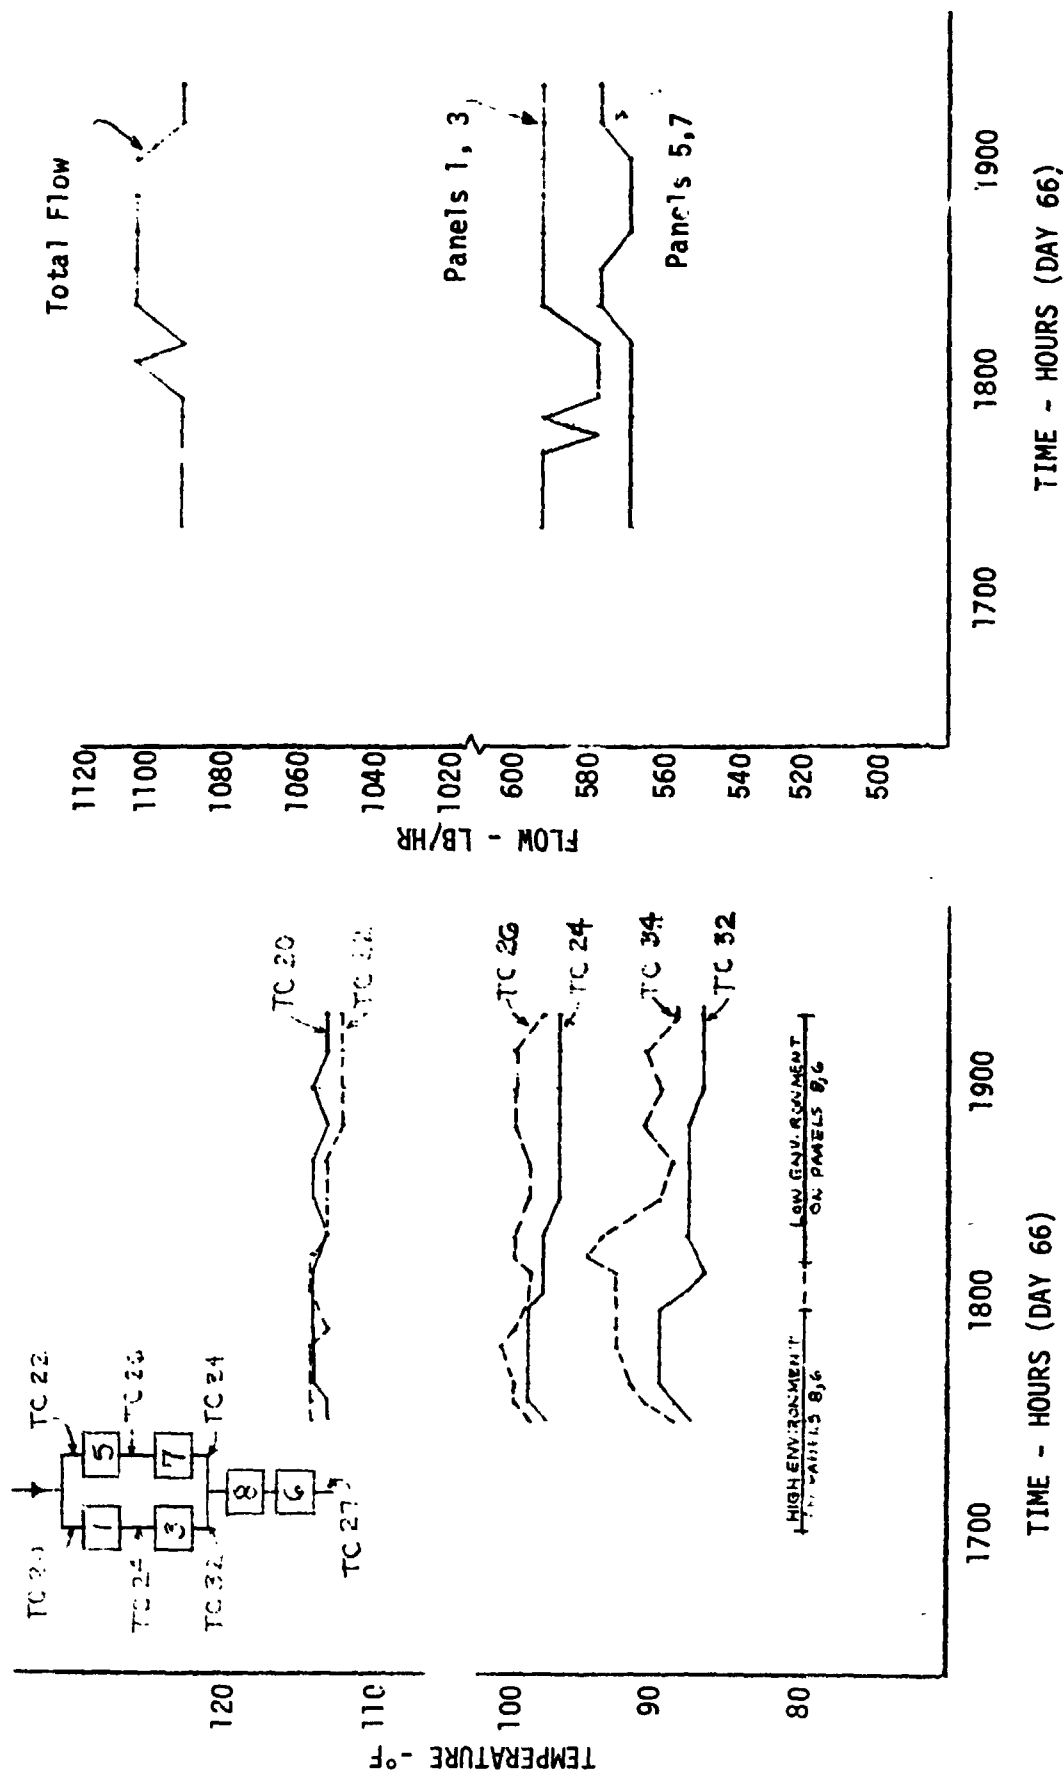 TC 22
TC 26
TC 24
TC 32
TC 27
1
3
5
7
8
6
TC 20
TC 26
TC 24
TC 34
TC 32
HIGH ENVIRONMENT
PANELS 8,6
LOW ENVIRONMENT
ON PANELS 8,6
TEMPERATURE - °F
120
110
100
90
80
1700
1800
1900
TIME - HOURS (DAY 66)
Total Flow
Panels 1, 3
Panels 5,7
FLOW - LB/HR
1120
1100
1080
1060
1040
1020
600
580
560
540
520
500
1700
1800
1900
TIME - HOURS (DAY 66)